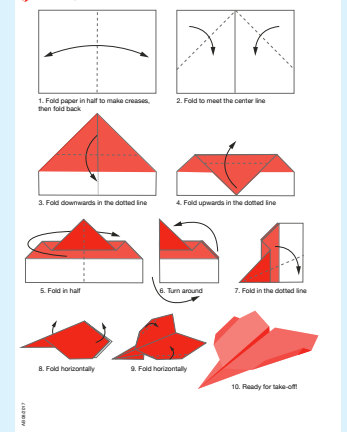 1. Fold paper in half to make creases,
then fold back
2. Fold to meet the center line
3. Fold downwards in the dotted line
4. Fold upwards in the dotted line
5. Fold in half
6. Turn around
7. Fold in the dotted line
8. Fold horizontally
9. Fold horizontally
10. Ready for take-off!